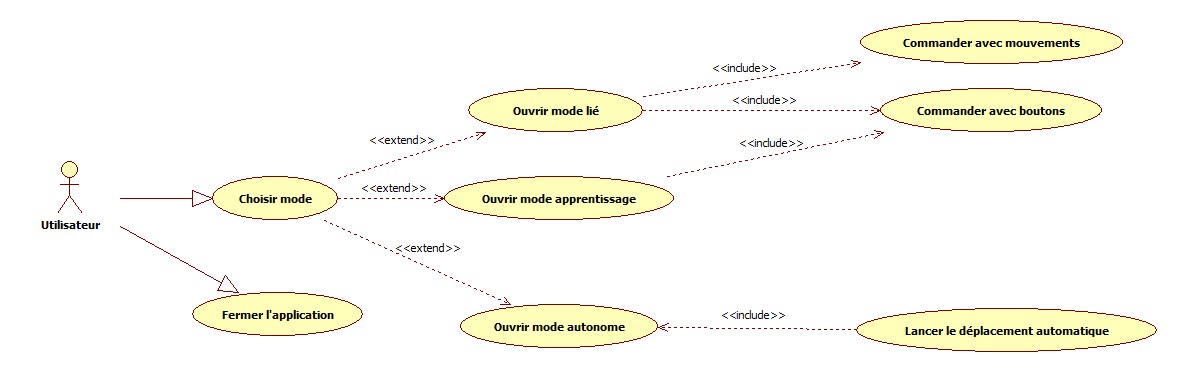 Commander avec mouvements
<<include>>
Ouvrir mode lié
<<include>>
Commander avec boutons
<<extend>>
<<include>>
Utilisateur
Choisir mode
<<extend>>
Ouvrir mode apprentissage
<<extend>>
Fermer l'application
Ouvrir mode autonome
<<include>>
Lancer le déplacement automatique